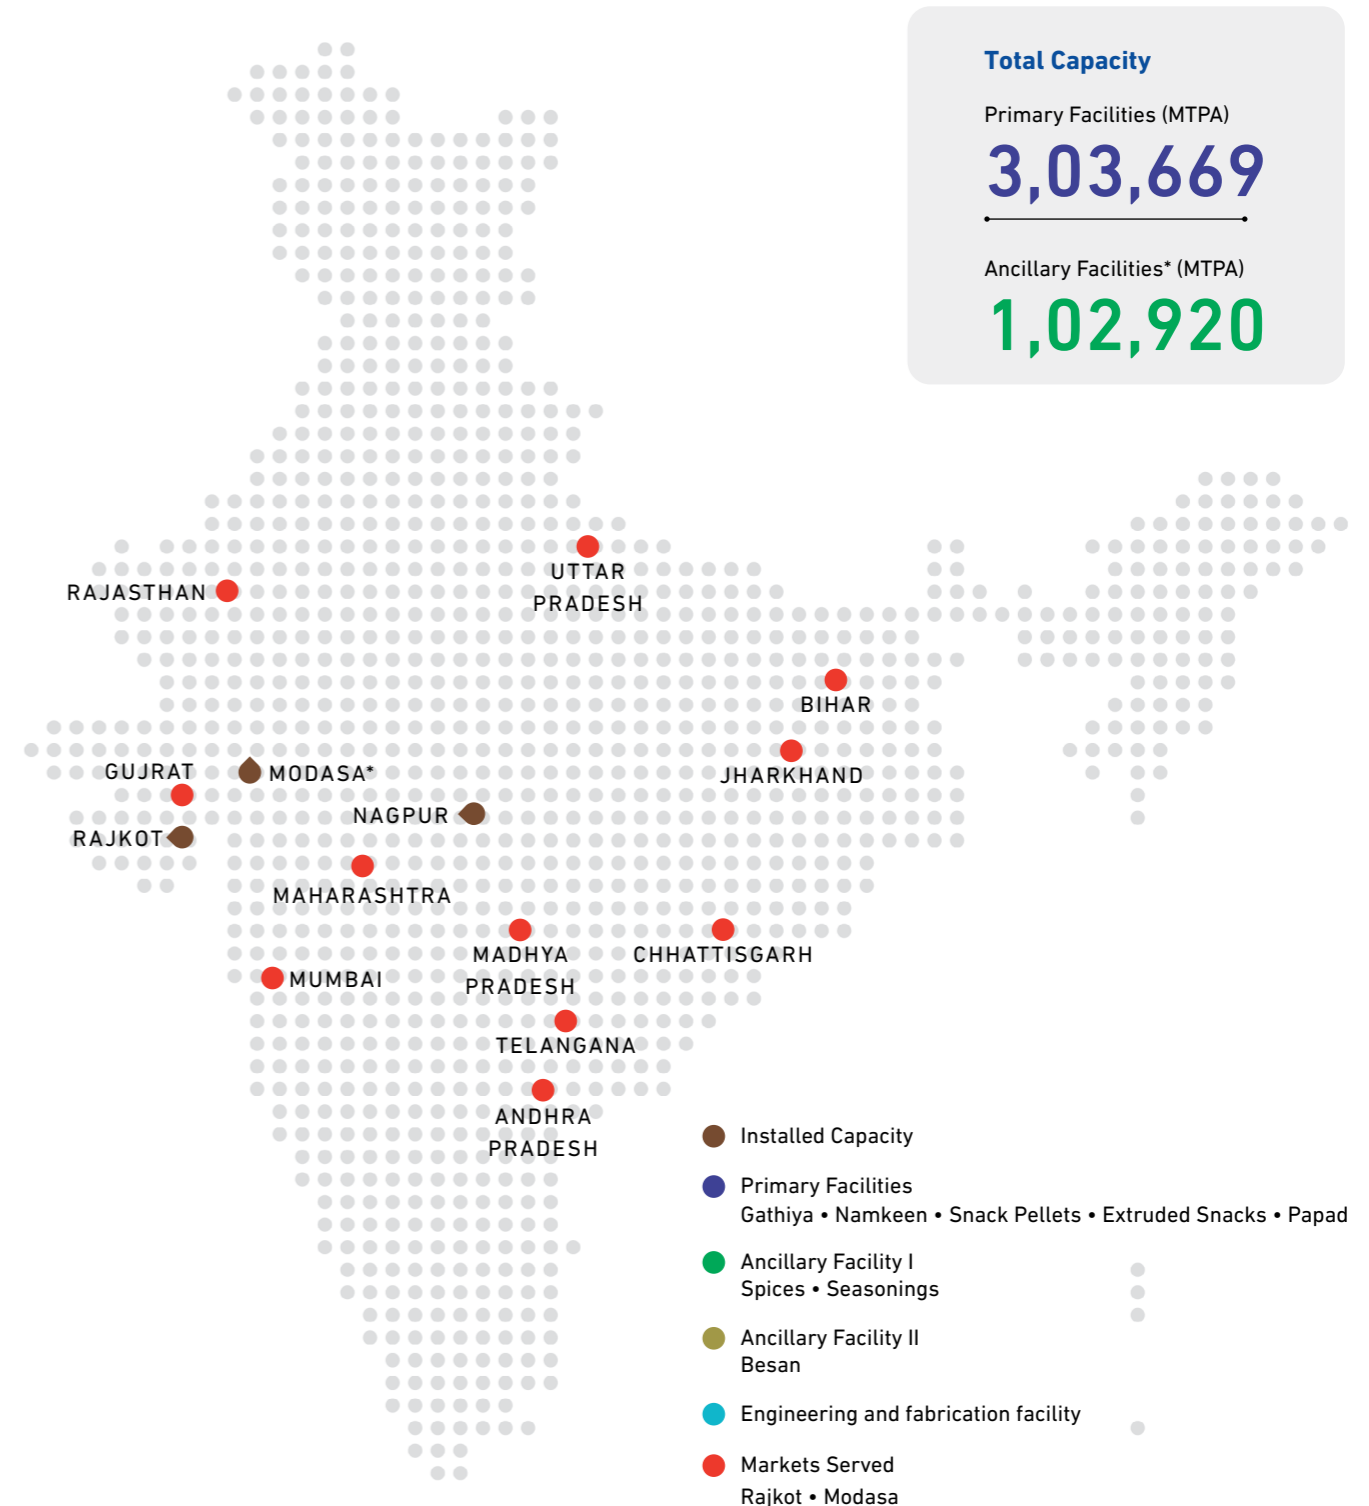 Total Capacity
Primary Facilities (MTPA)
3,03,669
Ancillary Facilities* (MTPA)
1,02,920
UTTAR
PRADESH
RAJASTHAN
BIHAR
JHARKHAND
GUJRAT
MODASA*
NAGPUR
RAJKOT
MAHARASHTRA
MADHYA
PRADESH
CHHATTISGARH
MUMBAI
TELANGANA
ANDHRA
PRADESH
Installed Capacity
Primary Facilities
Gathiya • Namkeen • Snack Pellets • Extruded Snacks • Papad
Ancillary Facility I
Spices • Seasonings
Ancillary Facility II
Besan
Engineering and fabrication facility
Markets Served
Rajkot • Modasa